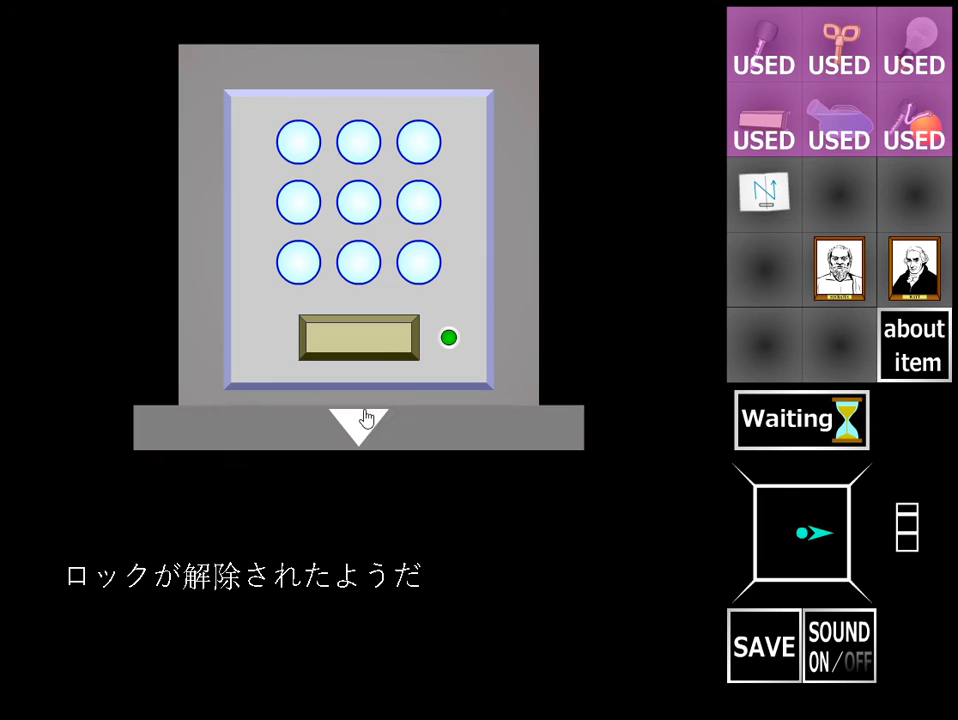 USED USED USED
USED USED USED
N
about
item
Waiting
ロックが解除されたようだ
SAVE
SOUND
ON/OFF